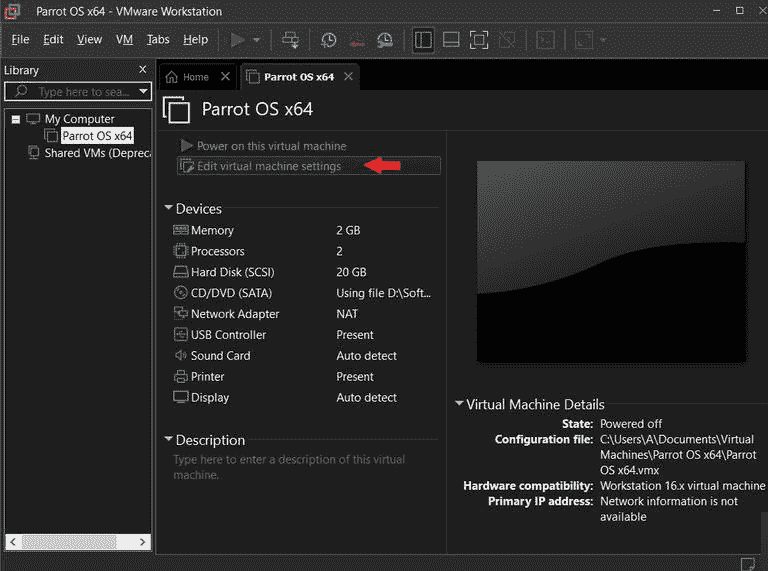 Parrot OS x64 - VMware Workstation
File Edit View VM Tabs Help
Library
Type here to sea...
My Computer
Parrot OS x64
Shared VMs (Depreca
Home
Parrot OS x64
Parrot OS x64
Power on this virtual machine
Edit virtual machine settings
Devices
Memory 2 GB
Processors 2
Hard Disk (SCSI) 20 GB
CD/DVD (SATA) Using file D:\Soft...
Network Adapter NAT
USB Controller Present
Sound Card Auto detect
Printer Present
Display Auto detect
Description
Type here to enter a description of this virtual
machine.
Virtual Machine Details
State: Powered off
Configuration file: C:\Users\A\Documents\Virtual
Machines\Parrot OS x64\Parrot
OS x64.vmx
Hardware compatibility: Workstation 16.x virtual machine
Primary IP address: Network information is not
available